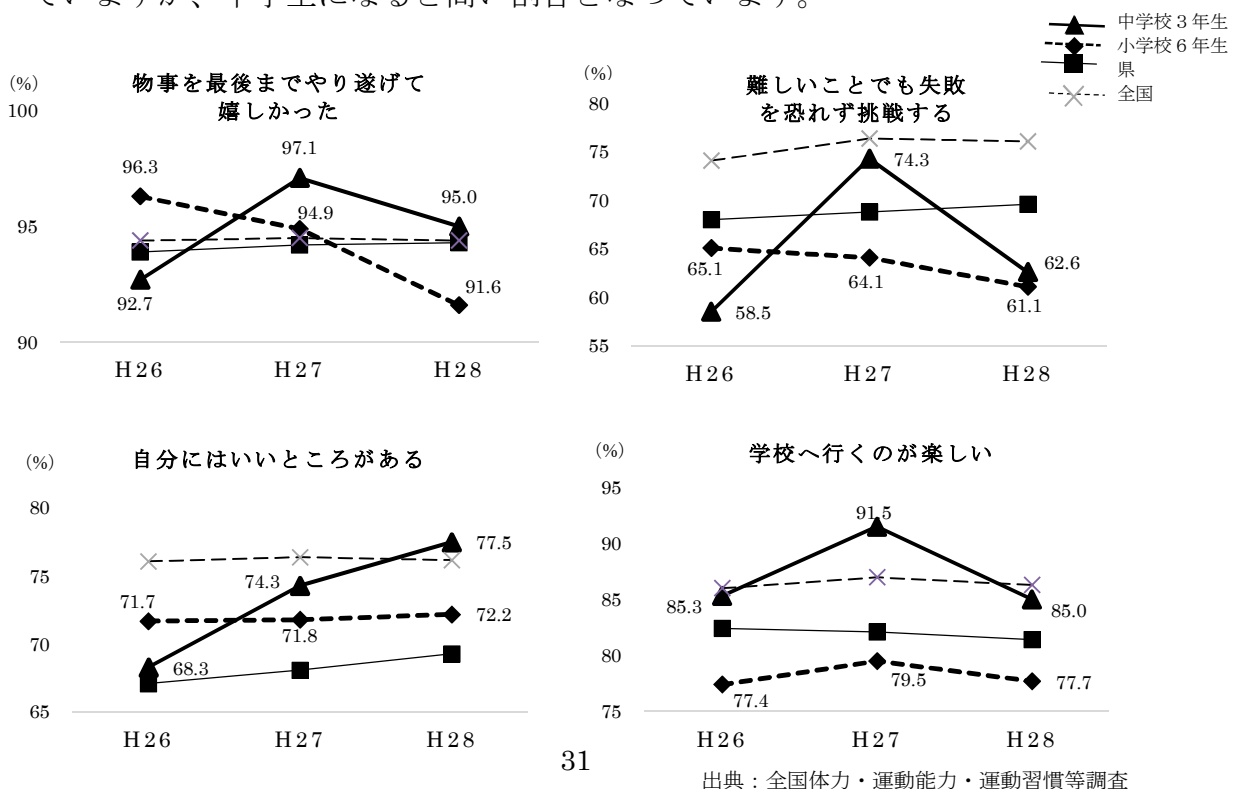 ていますが、中学生になると高い割合となっています。
中学校３年生
小学校６年生
県
全国
(%)
物事を最後までやり遂げて
嬉しかった
100
95
90
96.3
97.1
94.9
95.0
92.7
91.6
H26 H27 H28
(%)
難しいことでも失敗
を恐れず挑戦する
80
75
70
65
60
55
74.3
65.1
64.1
62.6
61.1
58.5
H26 H27 H28
(%)
自分にはいいところがある
80
75
70
65
77.5
74.3
71.7
71.8
72.2
68.3
H26 H27 H28
(%)
学校へ行くのが楽しい
95
90
85
80
75
91.5
85.3
85.0
77.4
79.5
77.7
H26 H27 H28
31
出典：全国体力・運動能力・運動習慣等調査